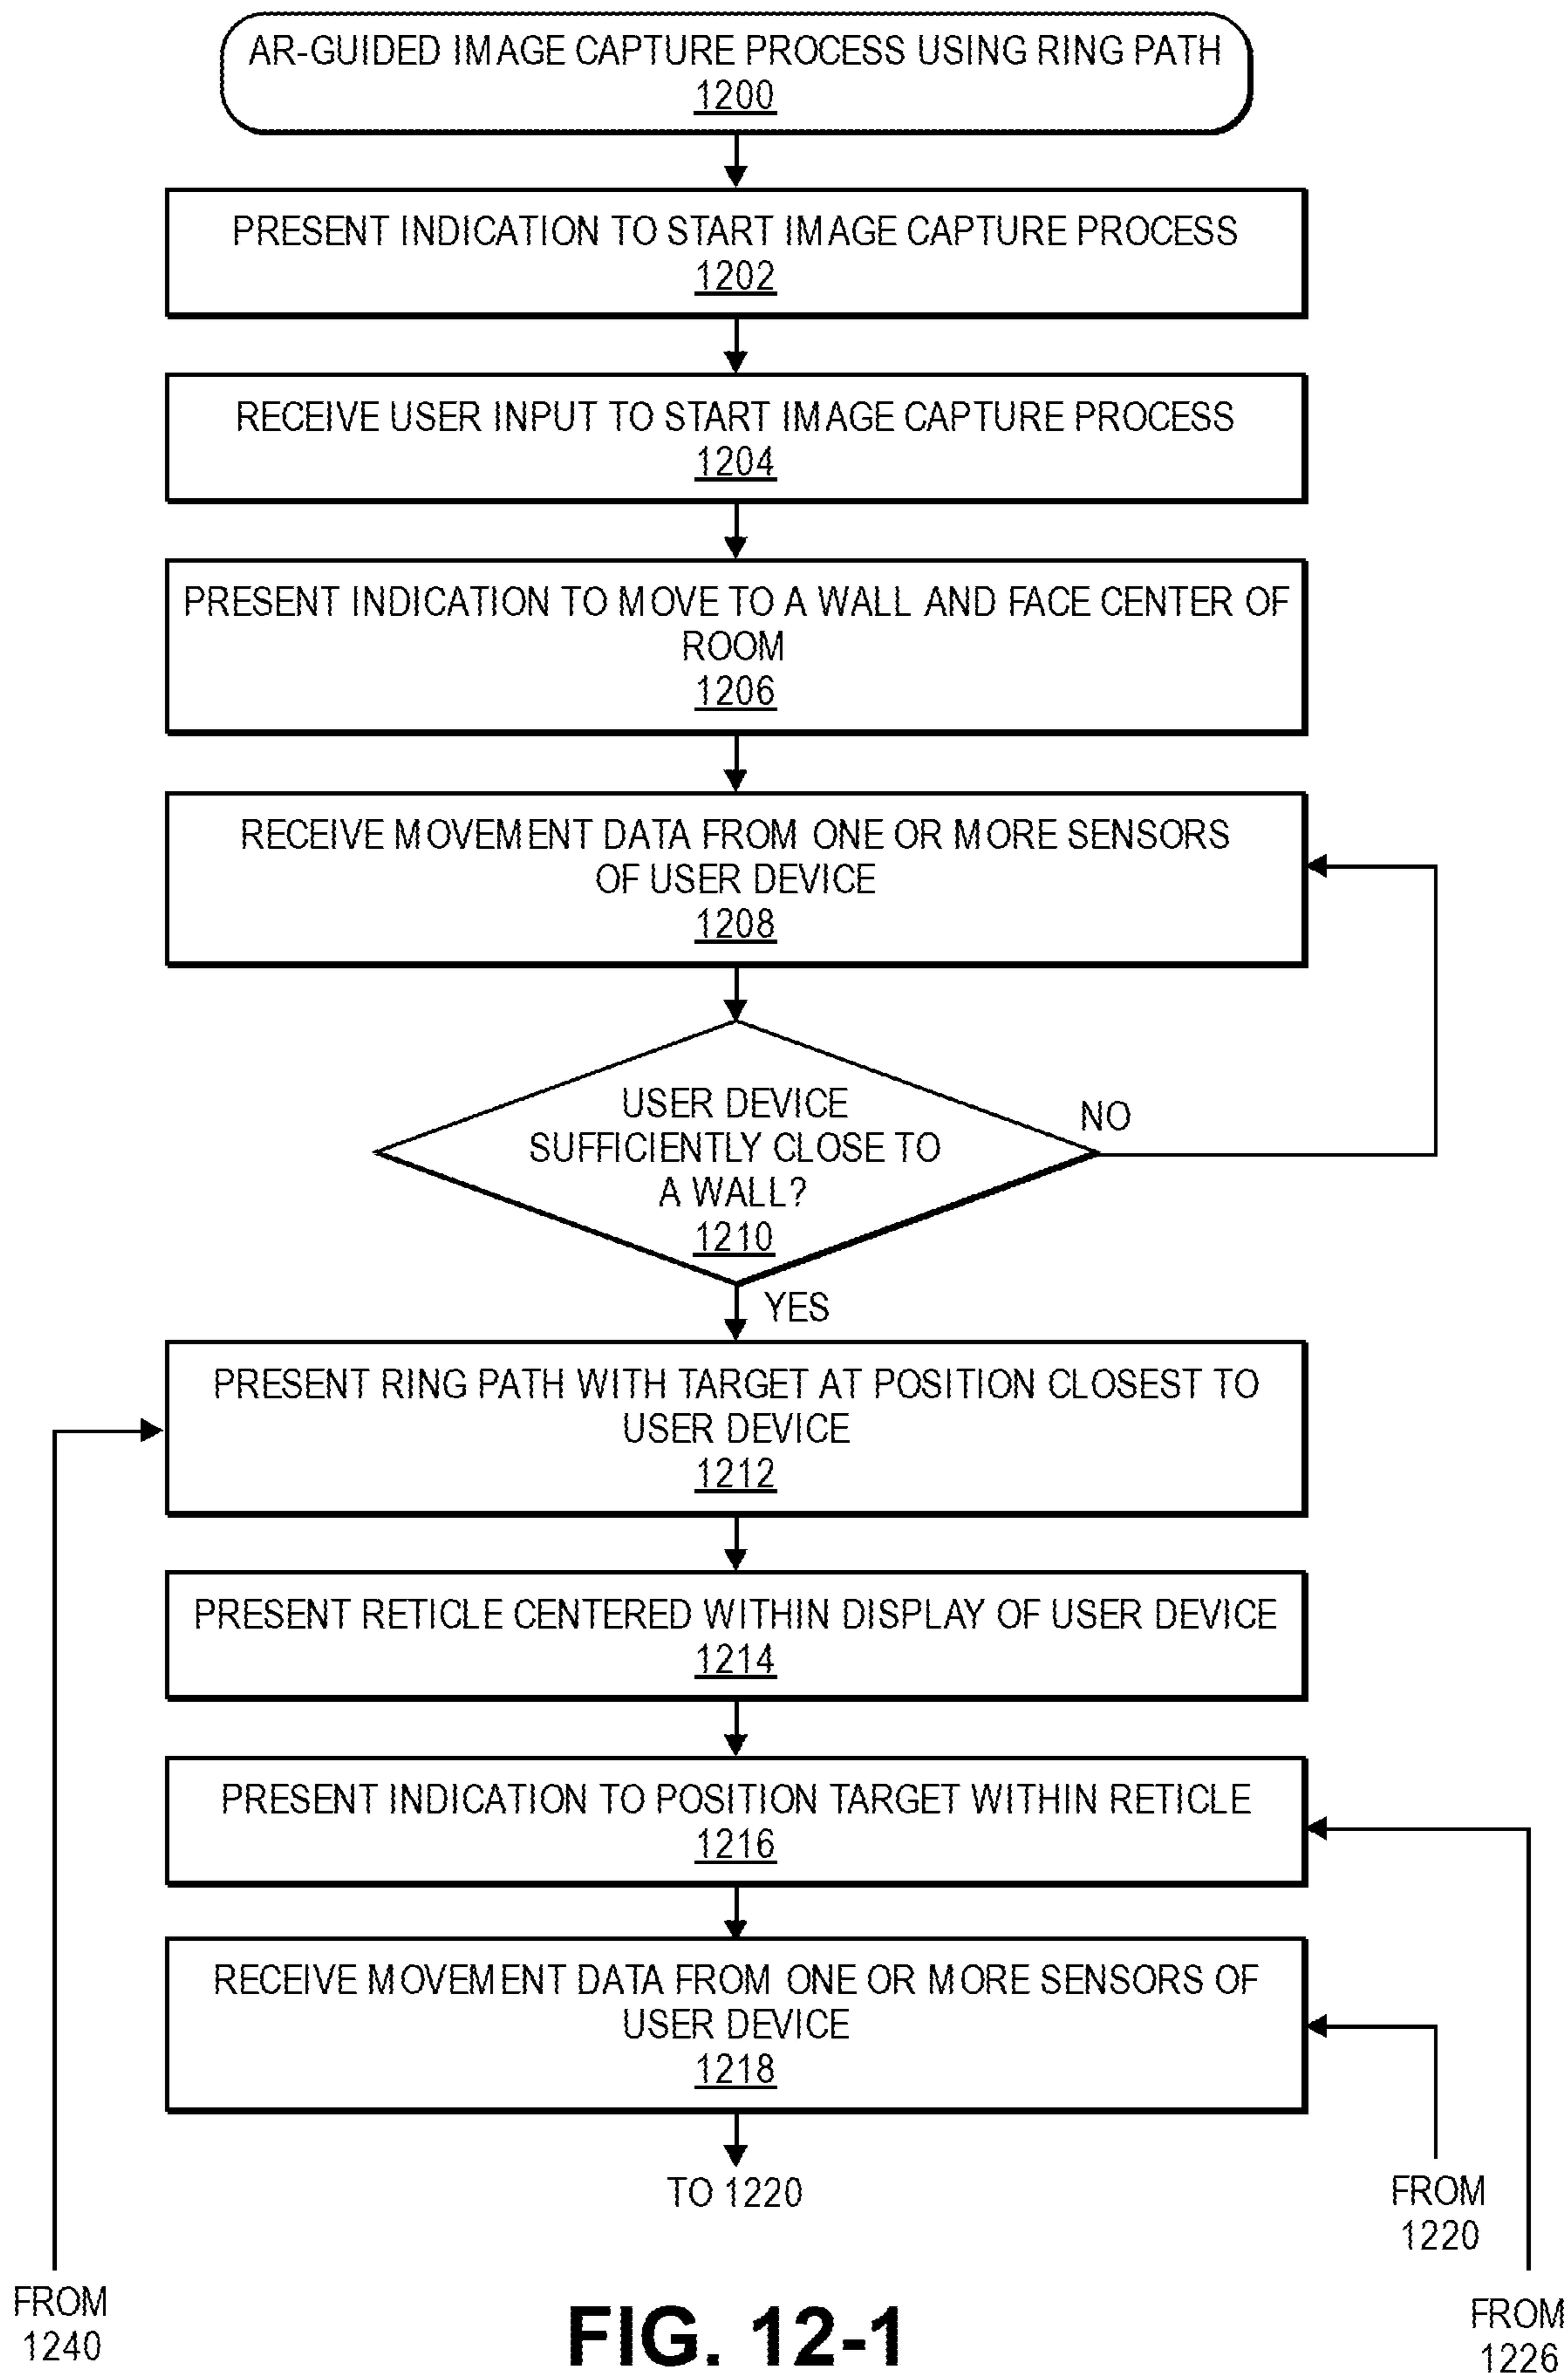 AR-GUIDED IMAGE CAPTURE PROCESS USING RING PATH
1200
PRESENT INDICATION TO START IMAGE CAPTURE PROCESS
1202
RECEIVE USER INPUT TO START IMAGE CAPTURE PROCESS
1204
PRESENT INDICATION TO MOVE TO A WALL AND FACE CENTER OF
ROOM
1206
RECEIVE MOVEMENT DATA FROM ONE OR MORE SENSORS
OF USER DEVICE
1208
USER DEVICE
SUFFICIENTLY CLOSE TO
A WALL?
1210
NO
YES
PRESENT RING PATH WITH TARGET AT POSITION CLOSEST TO
USER DEVICE
1212
PRESENT RETICLE CENTERED WITHIN DISPLAY OF USER DEVICE
1214
PRESENT INDICATION TO POSITION TARGET WITHIN RETICLE
1216
RECEIVE MOVEMENT DATA FROM ONE OR MORE SENSORS OF
USER DEVICE
1218
TO 1220
FROM
1220
FROM
1240
FROM
1226
FIG. 12-1